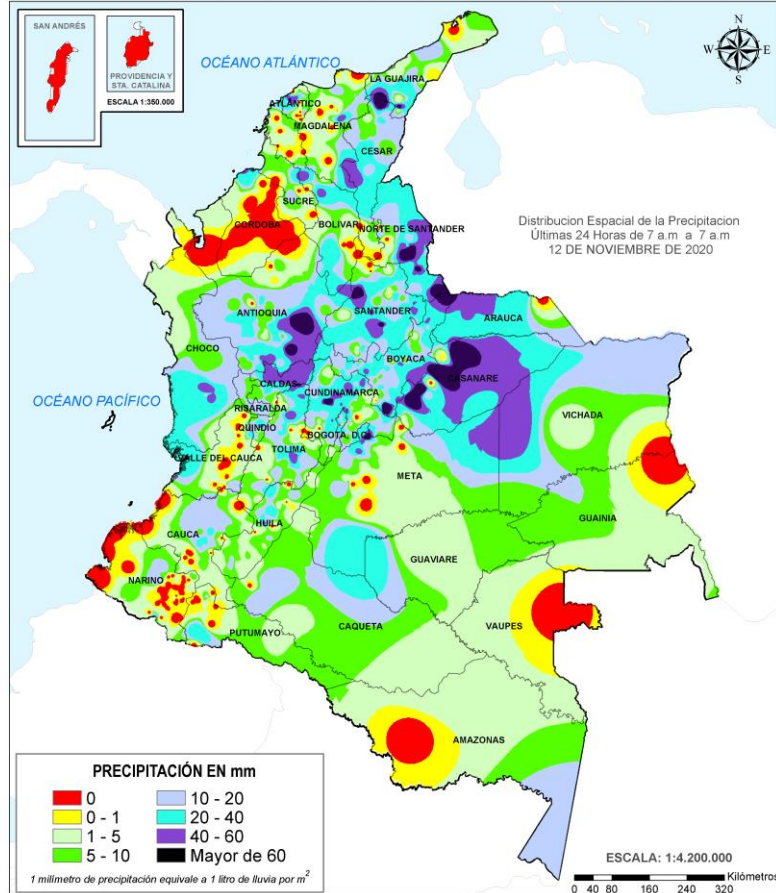 SAN ANDRÉS
PROVIDENCIA Y
STA. CATALINA
ESCALA 1:350.000
OCÉANO ATLÁNTICO
N
W
E
S
LA GUAJIRA
ATLÁNTICO
MAGDALENA
CESAR
SUCRE
CORDOBA
BOLIVAR
NORTE DE SANTANDER
Distribucion Espacial de la Precipitacion
Últimas 24 Horas de 7 a.m a 7 a.m
12 DE NOVIEMBRE DE 2020
ANTIOQUIA
SANTANDER
ARAUCA
CHOCO
BOYACA
CASANARE
CALDAS
CUNDINAMARCA
OCÉANO PACÍFICO
RISARALDA
QUINDIO
BOGOTA, D.C.
VICHADA
TOLIMA
VALLE DEL CAUCA
META
GUAINIA
HUILA
CAUCA
GUAVIARE
NARINO
VAUPES
CAQUETA
PUTUMAYO
AMAZONAS
PRECIPITACIÓN EN mm
0
0 - 1
1 - 5
5 - 10
10 - 20
20 - 40
40 - 60
Mayor de 60
1 milímetro de precipitación equivale a 1 litro de lluvia por m²
ESCALA: 1:4.200.000
Kilómetros
0 40 80 160 240 320